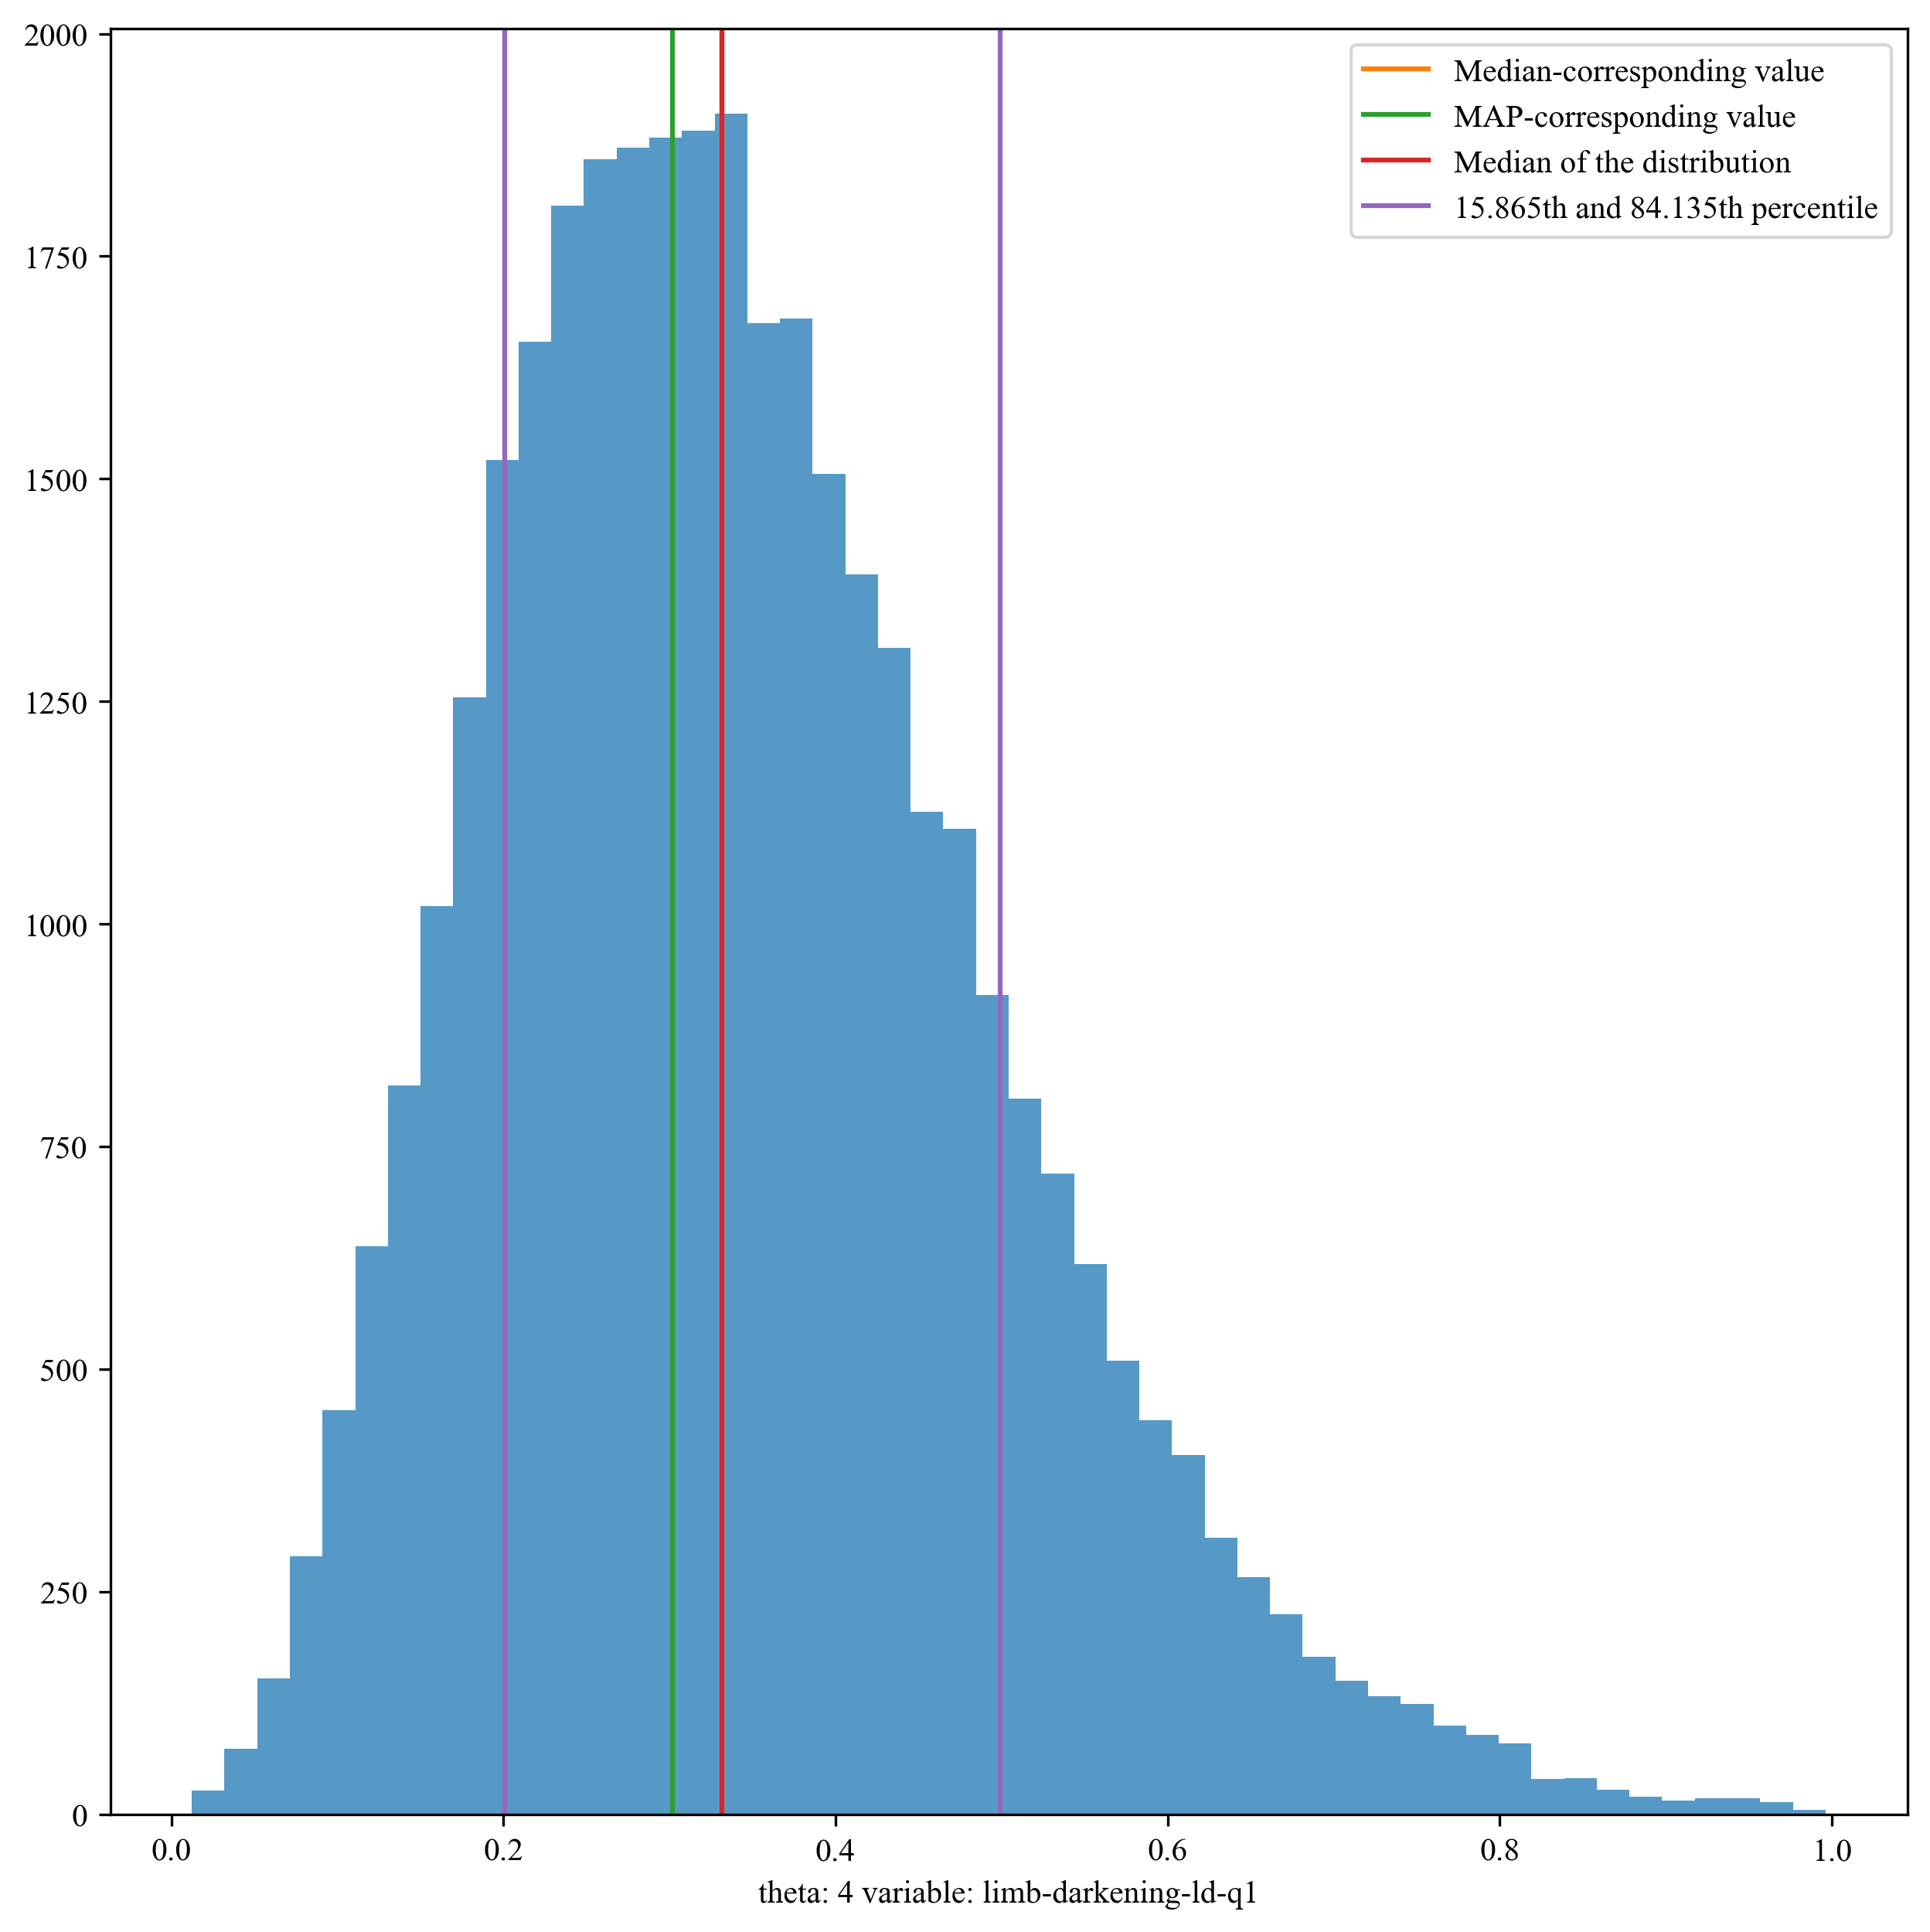 2000
1750
1500
1250
1000
750
500
250
0
Median-corresponding value
MAP-corresponding value
Median of the distribution
15.865th and 84.135th percentile
0.0 0.2 0.4 0.6 0.8 1.0
theta: 4 variable: limb-darkening-ld-q1